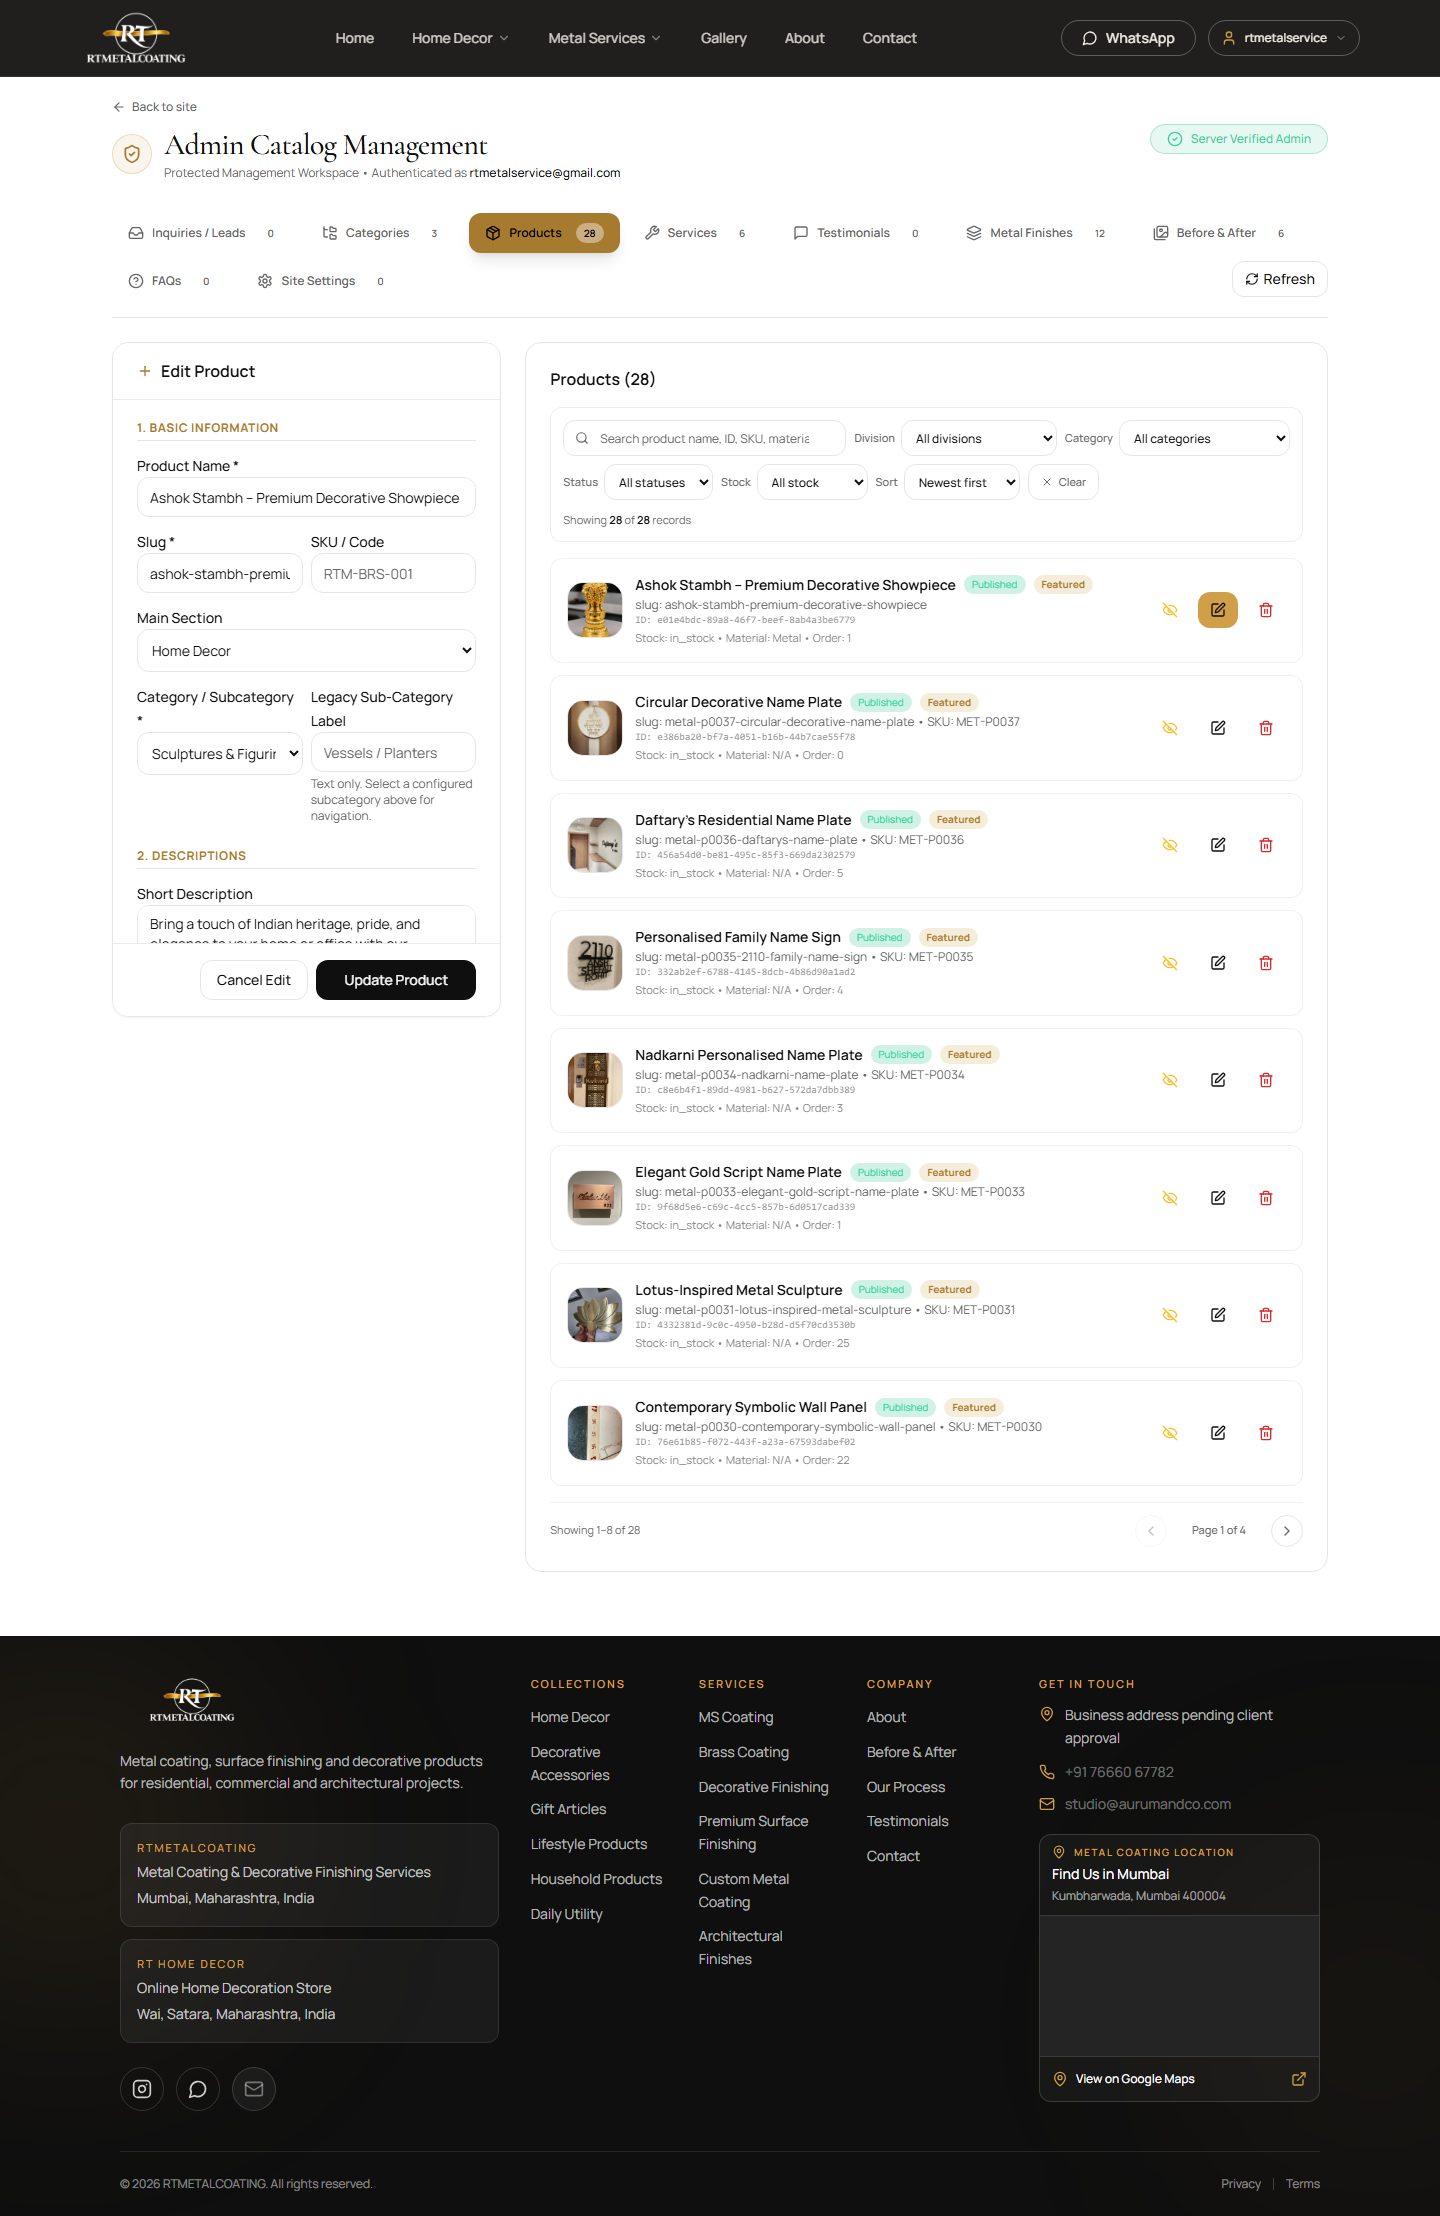 RT
RTMETALCOATING
Home
Home Decor
Metal Services
Gallery
About
Contact
WhatsApp
rtmetalservice
Back to site
Admin Catalog Management
Protected Management Workspace • Authenticated as rtmetalservice@gmail.com
Server Verified Admin
Inquiries / Leads 0
Categories 3
Products 28
Services 6
Testimonials 0
Metal Finishes 12
Before & After 6
FAQs 0
Site Settings 0
Refresh
Edit Product
1. BASIC INFORMATION
Product Name *
Ashok Stambh – Premium Decorative Showpiece
Slug *
SKU / Code
ashok-stambh-premiu
RTM-BRS-001
Main Section
Home Decor
Category / Subcategory *
Legacy Sub-Category Label
Sculptures & Figurir
Vessels / Planters
Text only. Select a configured
subcategory above for
navigation.
2. DESCRIPTIONS
Short Description
Bring a touch of Indian heritage, pride, and
elegance to your home or office with our
Cancel Edit
Update Product
Products (28)
Search product name, ID, SKU, materia
Division
All divisions
Category
All categories
Status
All statuses
Stock
All stock
Sort
Newest first
Clear
Showing 28 of 28 records
Ashok Stambh – Premium Decorative Showpiece Published Featured
slug: ashok-stambh-premium-decorative-showpiece
ID: e01e4bdc-89a8-46f7-beef-8ab4a3be6779
Stock: in_stock • Material: Metal • Order: 1
Circular Decorative Name Plate Published Featured
slug: metal-p0037-circular-decorative-name-plate • SKU: MET-P0037
ID: e386ba20-bf7a-4051-b16b-44b7cae55f78
Stock: in_stock • Material: N/A • Order: 0
Daftary's Residential Name Plate Published Featured
slug: metal-p0036-daftarys-name-plate • SKU: MET-P0036
ID: 456a54d0-be81-495c-85f3-669da2302579
Stock: in_stock • Material: N/A • Order: 5
2110
Personalised Family Name Sign Published Featured
slug: metal-p0035-2110-family-name-sign • SKU: MET-P0035
ID: 332ab2ef-6788-4145-8dcb-4b86d90a1ad2
Stock: in_stock • Material: N/A • Order: 4
Nadkarni Personalised Name Plate Published Featured
slug: metal-p0034-nadkarni-name-plate • SKU: MET-P0034
ID: c8e6b4f1-89dd-4981-b627-572da7dbb389
Stock: in_stock • Material: N/A • Order: 3
Elegant Gold Script Name Plate Published Featured
slug: metal-p0033-elegant-gold-script-name-plate • SKU: MET-P0033
ID: 9f68d5e6-c69c-4cc5-857b-6d0517cad339
Stock: in_stock • Material: N/A • Order: 1
Lotus-Inspired Metal Sculpture Published Featured
slug: metal-p0031-lotus-inspired-metal-sculpture • SKU: MET-P0031
ID: 4332381d-9c0c-4950-b28d-d5f70cd3530b
Stock: in_stock • Material: N/A • Order: 25
Contemporary Symbolic Wall Panel Published Featured
slug: metal-p0030-contemporary-symbolic-wall-panel • SKU: MET-P0030
ID: 76e61b85-f072-443f-a23a-67593dabef02
Stock: in_stock • Material: N/A • Order: 22
Showing 1–8 of 28
Page 1 of 4
RT
RTMETALCOATING
Metal coating, surface finishing and decorative products
for residential, commercial and architectural projects.
RTMETALCOATING
Metal Coating & Decorative Finishing Services
Mumbai, Maharashtra, India
RT HOME DECOR
Online Home Decoration Store
Wai, Satara, Maharashtra, India
COLLECTIONS
Home Decor
Decorative
Accessories
Gift Articles
Lifestyle Products
Household Products
Daily Utility
SERVICES
MS Coating
Brass Coating
Decorative Finishing
Premium Surface
Finishing
Custom Metal
Coating
Architectural
Finishes
COMPANY
About
Before & After
Our Process
Testimonials
Contact
GET IN TOUCH
Business address pending client
approval
+91 76660 67782
studio@aurumandco.com
METAL COATING LOCATION
Find Us in Mumbai
Kumbharwada, Mumbai 400004
View on Google Maps
© 2026 RTMETALCOATING. All rights reserved.
Privacy
Terms